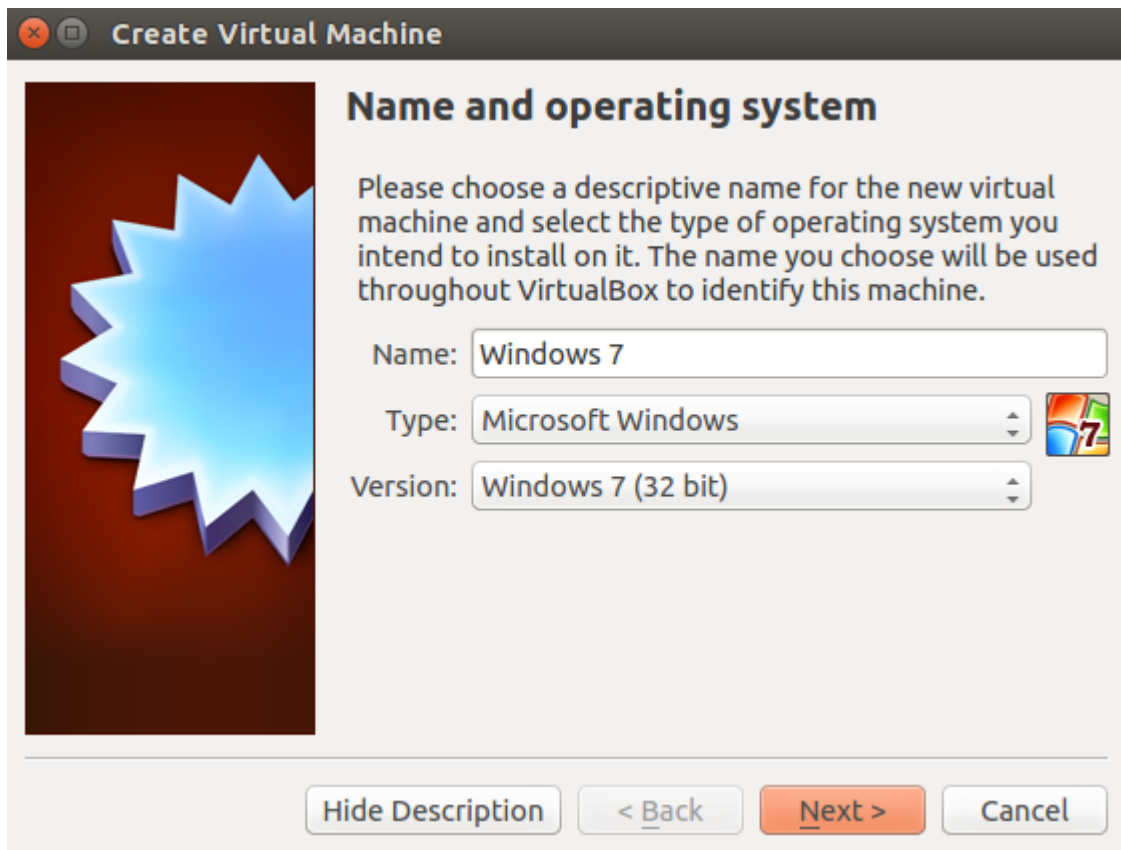 Create Virtual Machine
Name and operating system
Please choose a descriptive name for the new virtual
machine and select the type of operating system you
intend to install on it. The name you choose will be used
throughout VirtualBox to identify this machine.
Name: Windows 7
Type: Microsoft Windows
7
Version: Windows 7 (32 bit)
Hide Description < Back Next > Cancel